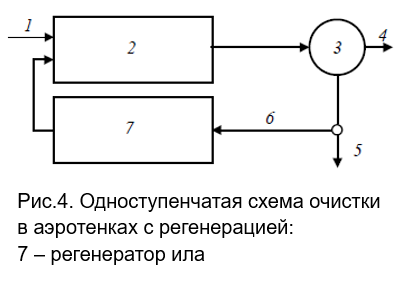 1
2
3
4
7
6
5
Рис.4. Одноступенчатая схема очистки
в аэротенках с регенерацией:
7 – регенератор ила